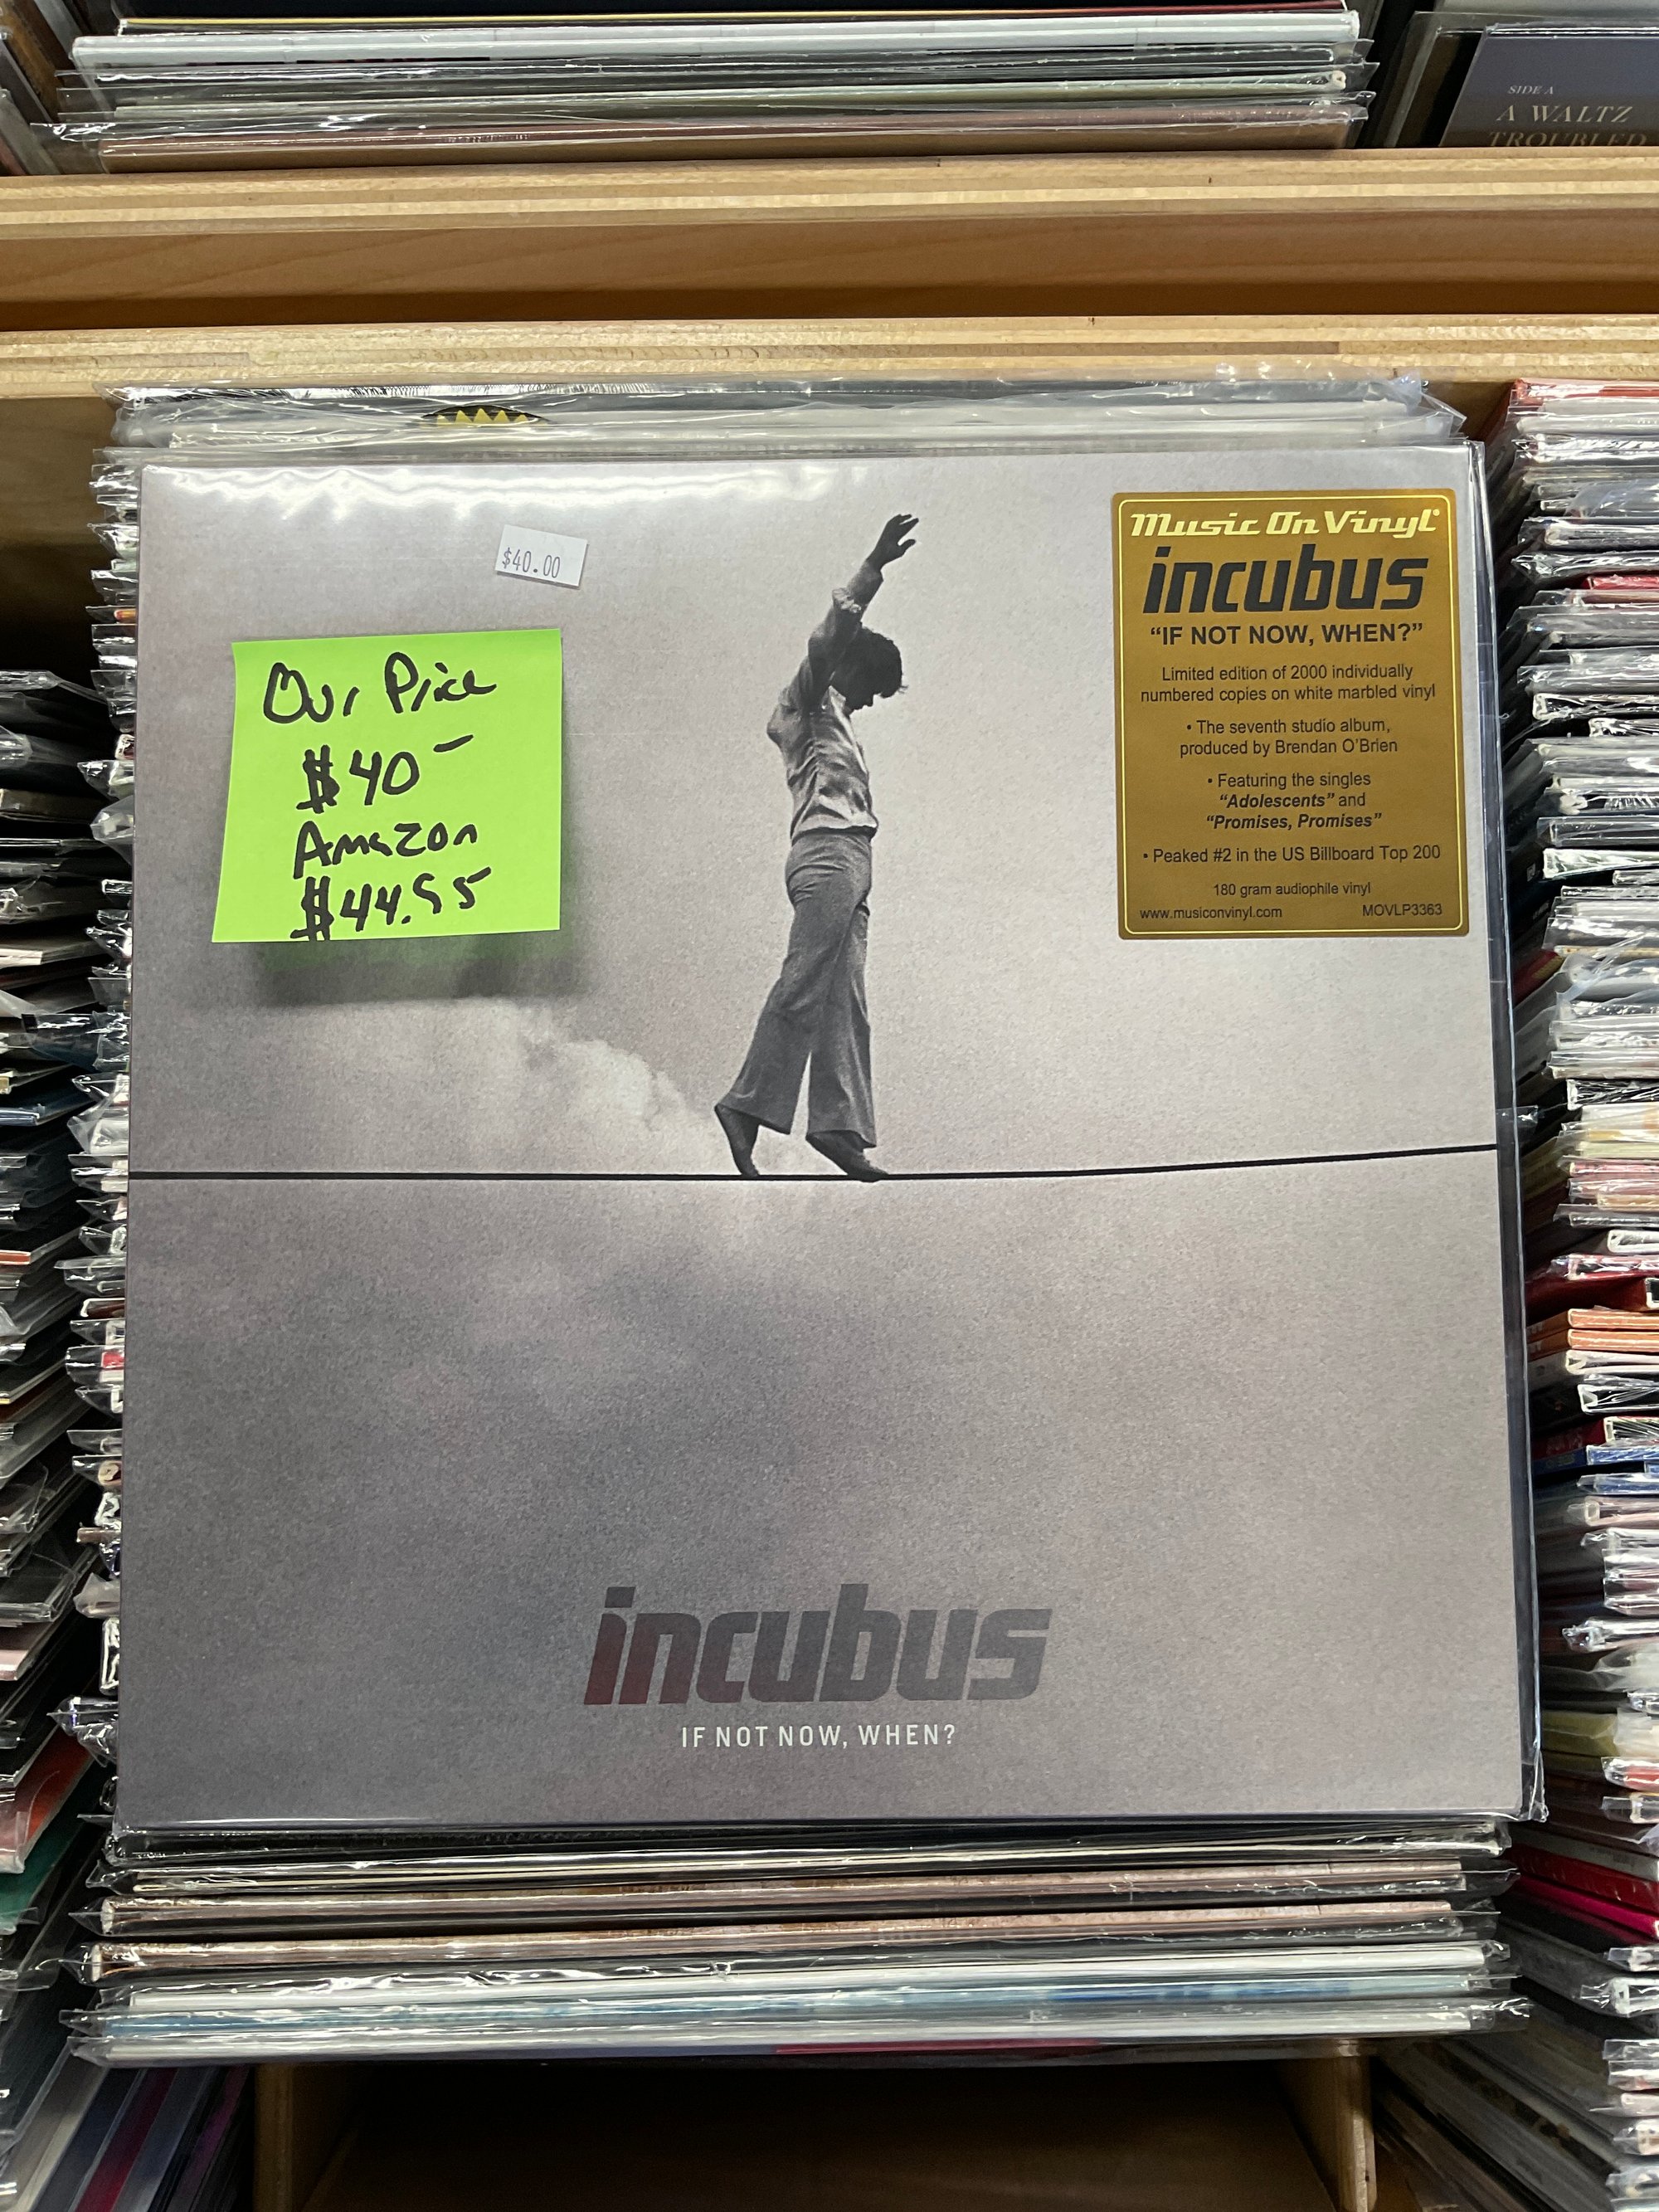 SIDE A
A WALTZ
TROUBLED
$40.00
Our Price
$40-
Amazon
$44.95
Music On Vinyl®
incubus
“IF NOT NOW, WHEN?”
Limited edition of 2000 individually
numbered copies on white marbled vinyl
• The seventh studio album,
produced by Brendan O’Brien
• Featuring the singles
“Adolescents” and
“Promises, Promises”
• Peaked #2 in the US Billboard Top 200
180 gram audiophile vinyl
www.musiconvinyl.com MOVLP3363
incubus
IF NOT NOW, WHEN?